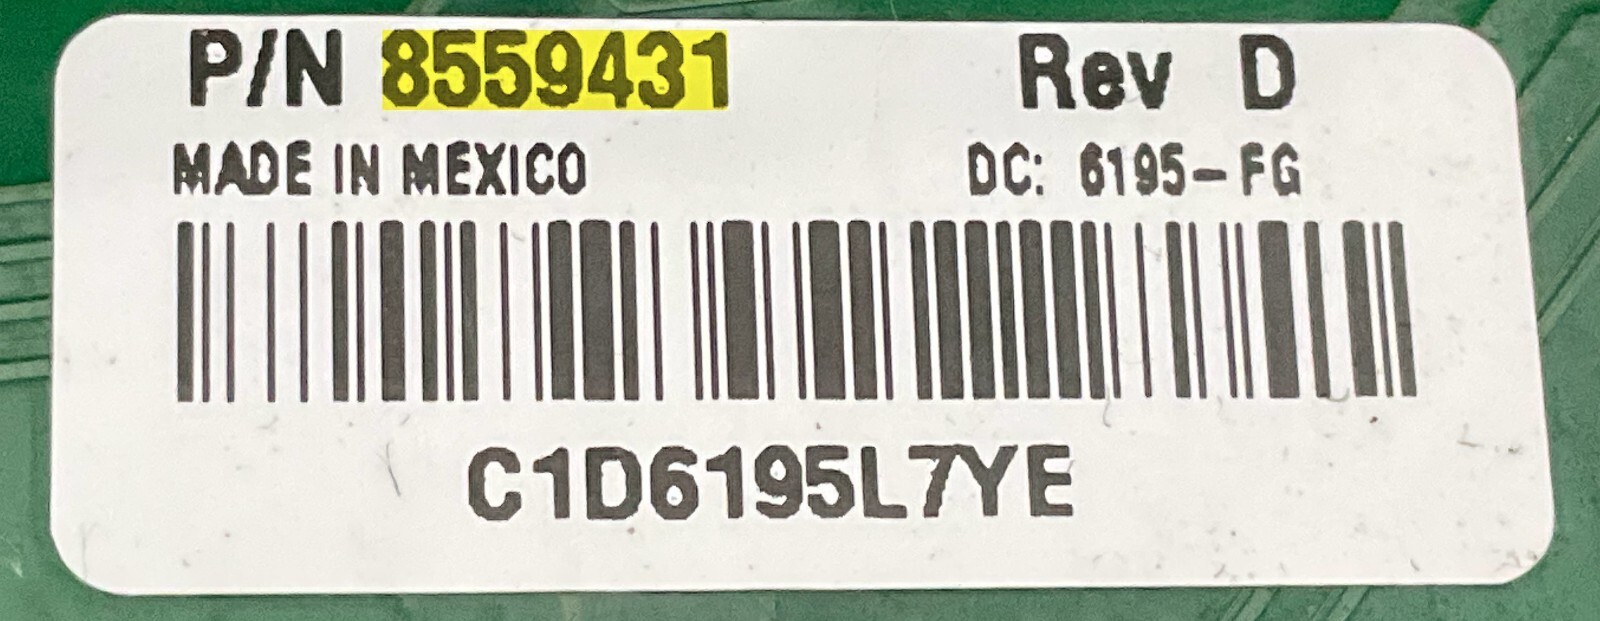 P/N 8559431 Rev D
MADE IN MEXICO DC: 6195-FG
C1D6195L7YE